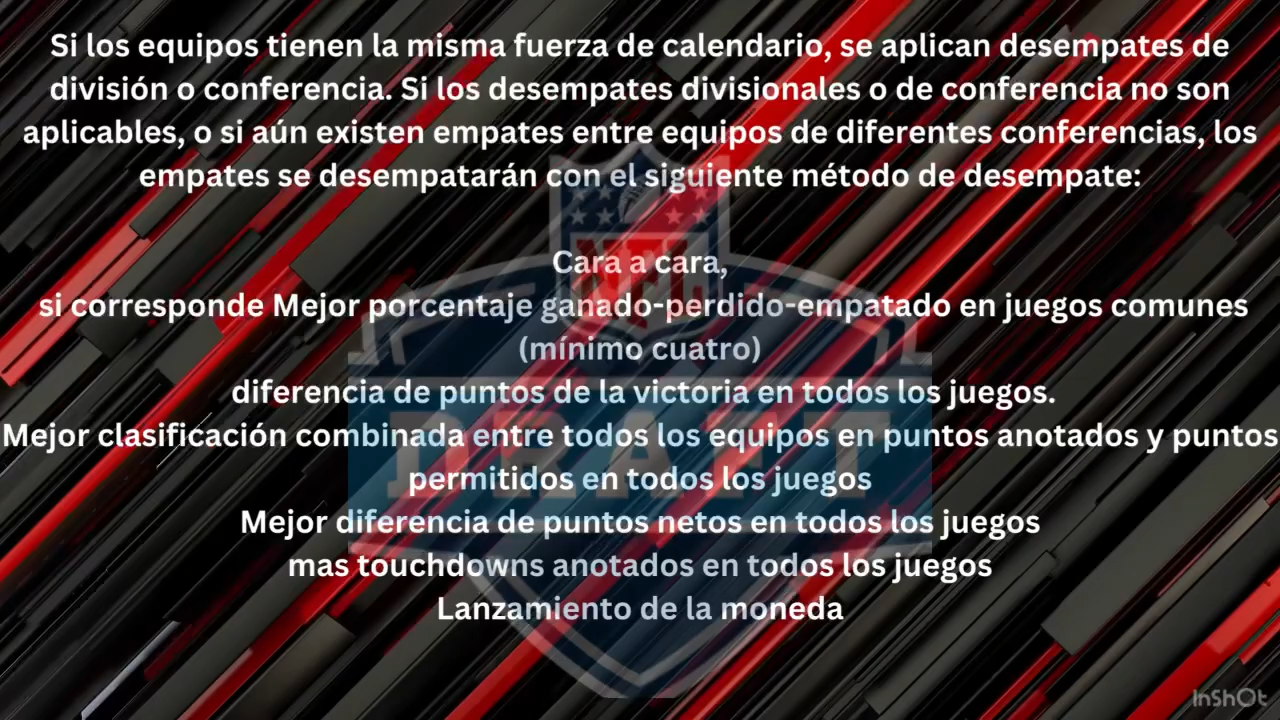 Si los equipos tienen la misma fuerza de calendario, se aplican desempates de
división o conferencia. Si los desempates divisionales o de conferencia no son
aplicables, o si aún existen empates entre equipos de diferentes conferencias, los
empates se desempatarán con el siguiente método de desempate:
Cara a cara,
si corresponde Mejor porcentaje ganado-perdido-empatado en juegos comunes
(mínimo cuatro)
diferencia de puntos de la victoria en todos los juegos.
Mejor clasificación combinada entre todos los equipos en puntos anotados y puntos
permitidos en todos los juegos
Mejor diferencia de puntos netos en todos los juegos
mas touchdowns anotados en todos los juegos
Lanzamiento de la moneda
NFL
DRAFT
InShOt